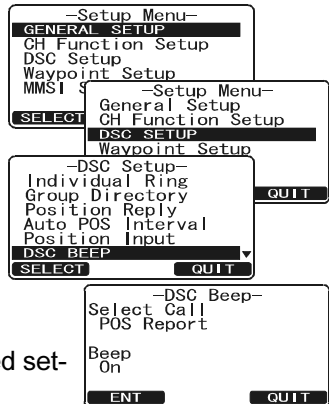 –Setup Menu–
GENERAL SETUP
CH Function Setup
DSC Setup
Waypoint Setup
MMSI S
SELECT
–Setup Menu–
General Setup
CH Function Setup
DSC SETUP
Waypoint Setup
QUIT
–DSC Setup–
Individual Ring
Group Directory
Position Reply
Auto POS Interval
Position Input
DSC BEEP
SELECT QUIT
–DSC Beep–
Select Call
POS Report
Beep
On
ENT QUIT
ed set-